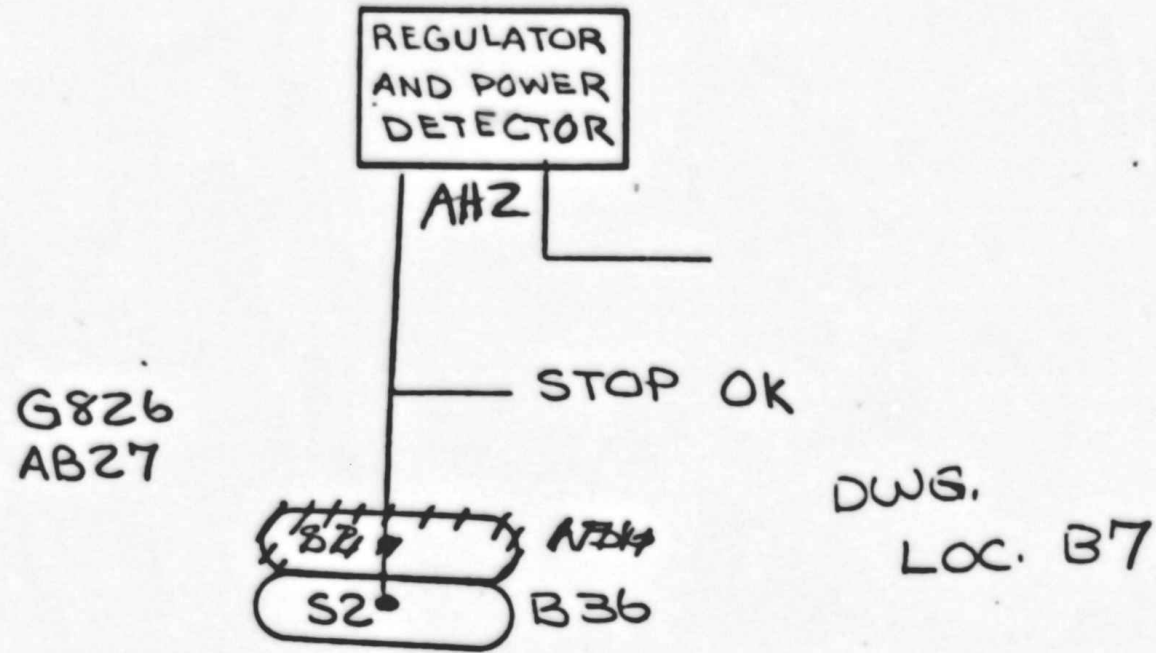 REGULATOR
AND POWER
DETECTOR
AH2
STOP OK
G826
AB27
DWG.
LOC. B7
S2
B36